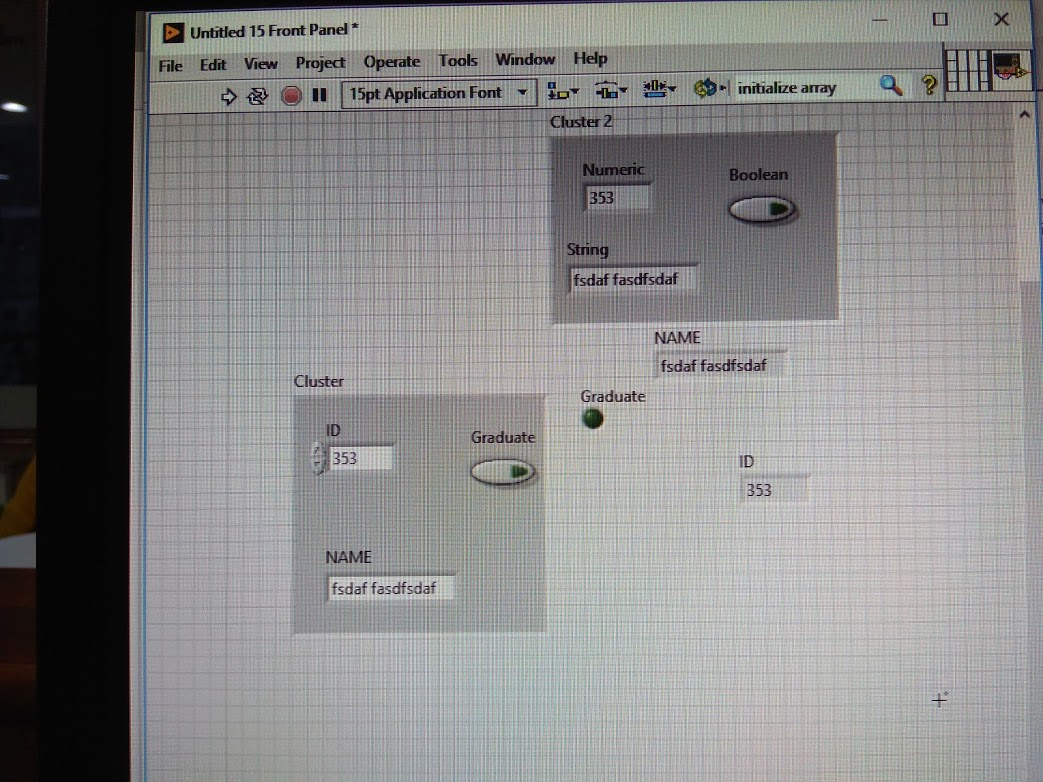 Untitled 15 Front Panel *
File Edit View Project Operate Tools Window Help
15pt Application Font initialize array ?
Cluster 2
Numeric
Boolean
353
String
fsdaf fasdfsdaf
NAME
fsdaf fasdfsdaf
Cluster
Graduate
ID
Graduate
353
ID
353
NAME
fsdaf fasdfsdaf